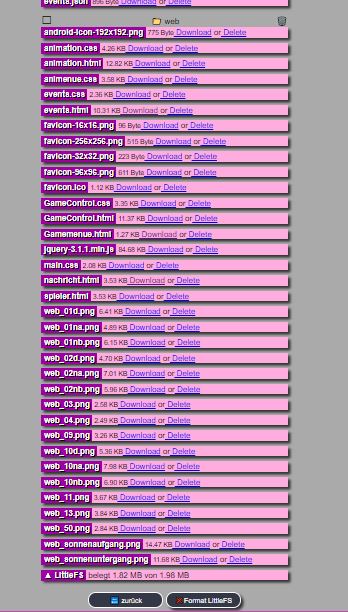 events.json 896 Byte Download or Delete
web
android-icon-192x192.png 775 Byte Download or Delete
animation.css 4.26 KB Download or Delete
animation.html 12.82 KB Download or Delete
animenue.css 3.58 KB Download or Delete
events.css 2.36 KB Download or Delete
events.html 10.31 KB Download or Delete
favicon-16x16.png 96 Byte Download or Delete
favicon-256x256.png 515 Byte Download or Delete
favicon-32x32.png 223 Byte Download or Delete
favicon-96x96.png 611 Byte Download or Delete
favicon.ico 1.12 KB Download or Delete
GameControl.css 3.35 KB Download or Delete
GameControl.html 11.37 KB Download or Delete
Gamemenue.html 1.27 KB Download or Delete
jquery-3.1.1.min.js 84.68 KB Download or Delete
main.css 2.08 KB Download or Delete
nachricht.html 3.53 KB Download or Delete
spieler.html 3.53 KB Download or Delete
web_01d.png 6.41 KB Download or Delete
web_01na.png 4.89 KB Download or Delete
web_01nb.png 6.15 KB Download or Delete
web_02d.png 4.70 KB Download or Delete
web_02na.png 7.01 KB Download or Delete
web_02nb.png 5.96 KB Download or Delete
web_03.png 2.58 KB Download or Delete
web_04.png 2.49 KB Download or Delete
web_09.png 3.26 KB Download or Delete
web_10d.png 5.36 KB Download or Delete
web_10na.png 7.98 KB Download or Delete
web_10nb.png 6.90 KB Download or Delete
web_11.png 3.67 KB Download or Delete
web_13.png 3.84 KB Download or Delete
web_50.png 2.84 KB Download or Delete
web_sonnenaufgang.png 14.47 KB Download or Delete
web_sonnenuntergang.png 11.68 KB Download or Delete
▲ LittleFS belegt 1.82 MB von 1.98 MB
zurück Format LittleFS